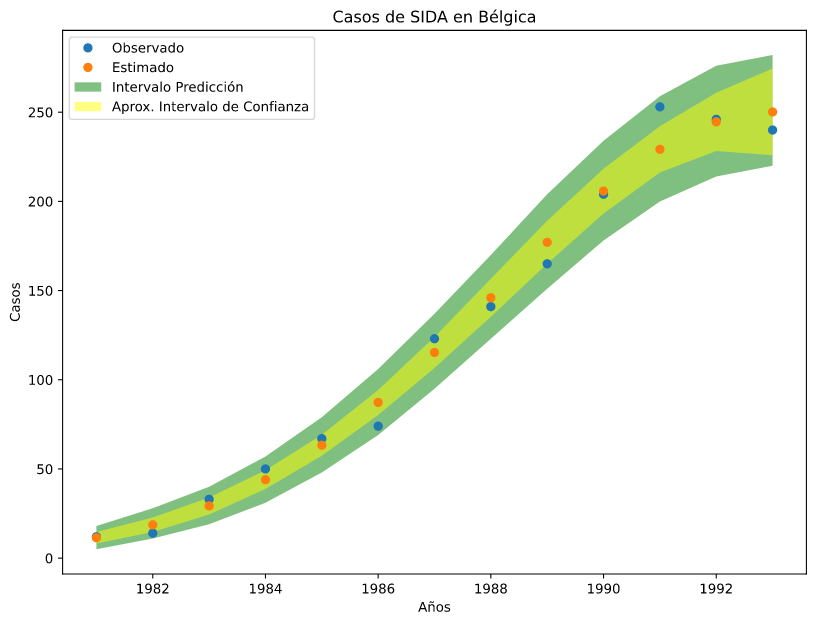 Casos de SIDA en Bélgica
Observado
Estimado
Intervalo Predicción
Aprox. Intervalo de Confianza
Casos
250
200
150
100
50
0
1982 1984 1986 1988 1990 1992
Años